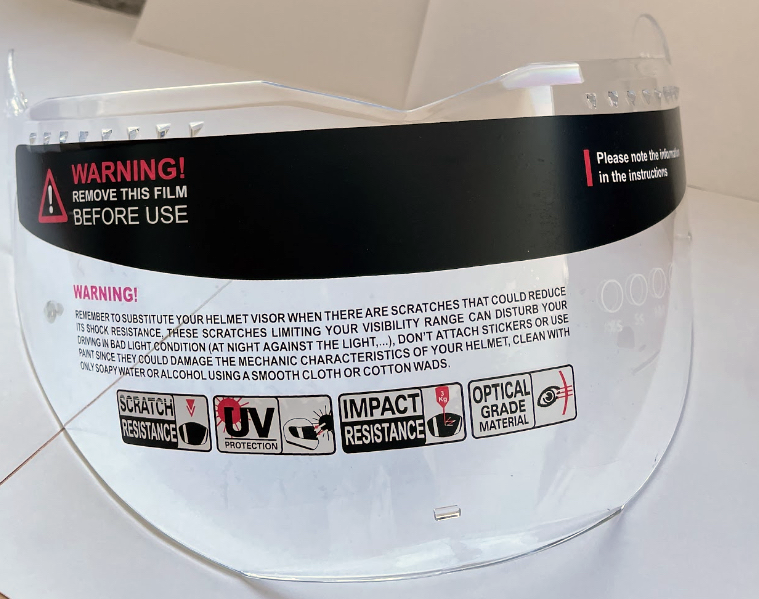 WARNING!
REMOVE THIS FILM
BEFORE USE
Please note the information
in the instructions
WARNING!
REMEMBER TO SUBSTITUTE YOUR HELMET VISOR WHEN THERE ARE SCRATCHES THAT COULD REDUCE
ITS SHOCK RESISTANCE, THESE SCRATCHES LIMITING YOUR VISIBILITY RANGE CAN DISTURB YOUR
DRIVING IN BAD LIGHT CONDITION (AT NIGHT AGAINST THE LIGHT,...), DON'T ATTACH STICKERS OR USE
PAINT SINCE THEY COULD DAMAGE THE MECHANIC CHARACTERISTICS OF YOUR HELMET, CLEAN WITH
ONLY SOAPY WATER OR ALCOHOL USING A SMOOTH CLOTH OR COTTON WADS.
SCRATCH
RESISTANCE
UV
PROTECTION
IMPACT
RESISTANCE
3
Kg
OPTICAL
GRADE
MATERIAL